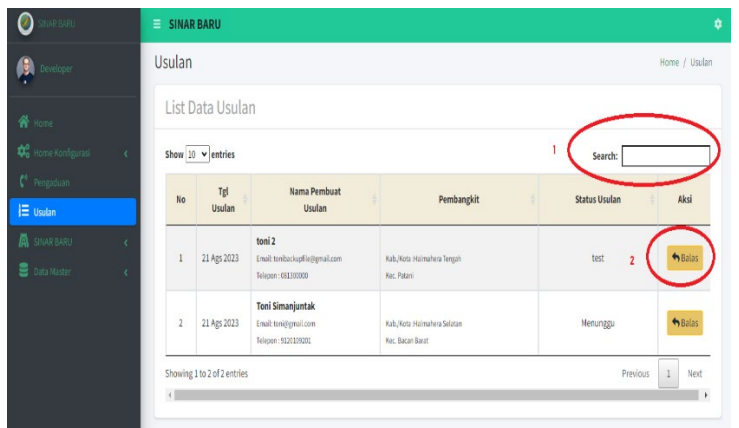 SINAR BARU
SINAR BARU
Developer
Usulan
Home / Usulan
Home
Home Konfigurasi
Pengaduan
Usulan
SINAR BARU
Data Master
List Data Usulan
Show 10 entries
1
Search:
No
Tgl Usulan
Nama Pembuat Usulan
Pembangkit
Status Usulan
Aksi
1
21 Ags 2023
toni 2
Email: tonibackupfile@gmail.com
Telepon : 081300000
Kab./Kota :Halmahera Tengah
Kec. Patani
test
2
Balas
2
21 Ags 2023
Toni Simanjuntak
Email: toni@gmail.com
Telepon : 9120139201
Kab./Kota :Halmahera Selatan
Kec. Bacan Barat
Menunggu
Balas
Showing 1 to 2 of 2 entries
Previous
1
Next